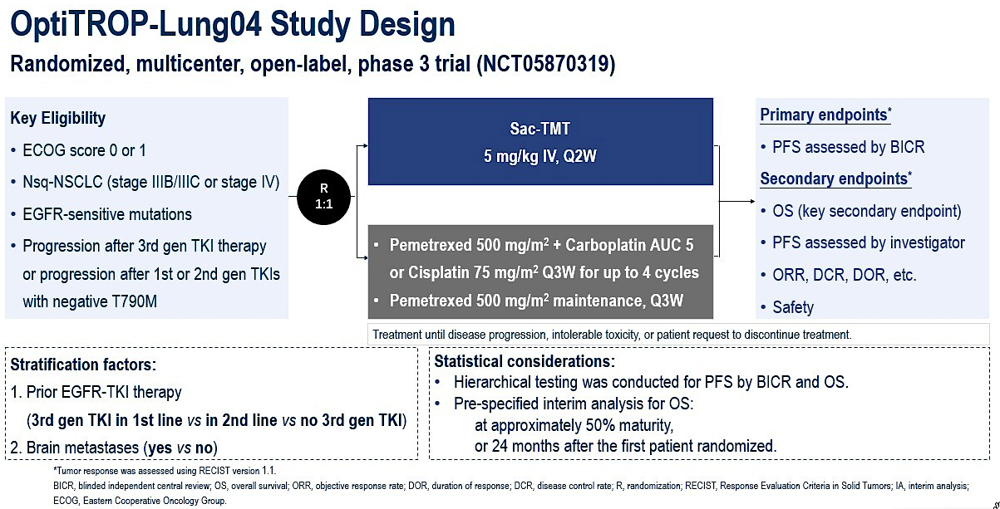 OptiTROP-Lung04 Study Design
Randomized, multicenter, open-label, phase 3 trial (NCT05870319)
Key Eligibility
• ECOG score 0 or 1
• Nsq-NSCLC (stage IIIB/IIIC or stage IV)
• EGFR-sensitive mutations
• Progression after 3rd gen TKI therapy
or progression after 1st or 2nd gen TKIs
with negative T790M
R
1:1
Sac-TMT
5 mg/kg IV, Q2W
• Pemetrexed 500 mg/m² + Carboplatin AUC 5
or Cisplatin 75 mg/m² Q3W for up to 4 cycles
• Pemetrexed 500 mg/m² maintenance, Q3W
Primary endpoints*
• PFS assessed by BICR
Secondary endpoints*
• OS (key secondary endpoint)
• PFS assessed by investigator
• ORR, DCR, DOR, etc.
• Safety
Treatment until disease progression, intolerable toxicity, or patient request to discontinue treatment.
Stratification factors:
1. Prior EGFR-TKI therapy
(3rd gen TKI in 1st line vs in 2nd line vs no 3rd gen TKI)
2. Brain metastases (yes vs no)
Statistical considerations:
• Hierarchical testing was conducted for PFS by BICR and OS.
• Pre-specified interim analysis for OS:
at approximately 50% maturity,
or 24 months after the first patient randomized.
*Tumor response was assessed using RECIST version 1.1.
BICR, blinded independent central review; OS, overall survival; ORR, objective response rate; DOR, duration of response; DCR, disease control rate; R, randomization; RECIST, Response Evaluation Criteria in Solid Tumors; IA, interim analysis;
ECOG, Eastern Cooperative Oncology Group.